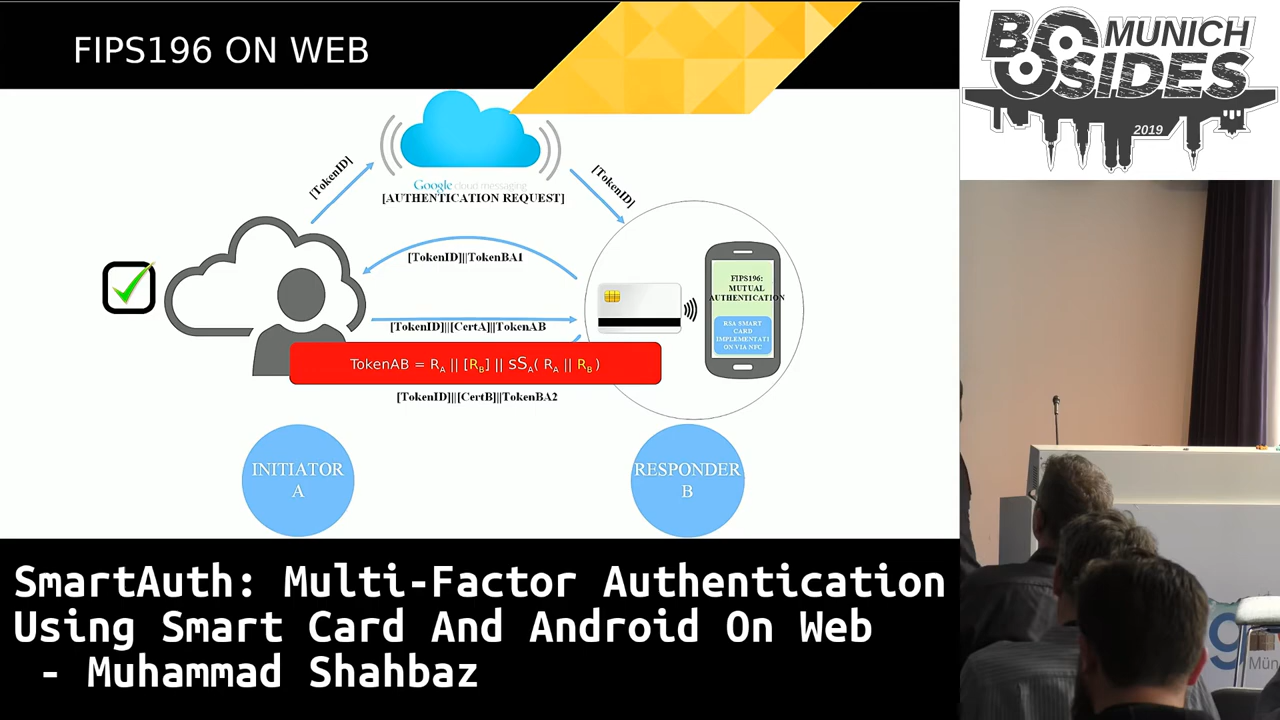 FIPS196 ON WEB
MUNICH
BSIDES
2019
[TokenID]
[TokenID]
Google cloud messaging
[AUTHENTICATION REQUEST]
[TokenID]||TokenBA1
FIPS196:
MUTUAL
AUTHENTICATION
RSA SMART
CARD
IMPLEMENTATI
ON VIA NFC
[TokenID]||[CertA]||TokenAB
TokenAB = RA || [RB] || sSA( RA || RB )
[TokenID]||[CertB]||TokenBA2
INITIATOR
A
RESPONDER
B
SmartAuth: Multi-Factor Authentication
Using Smart Card And Android On Web
- Muhammad Shahbaz